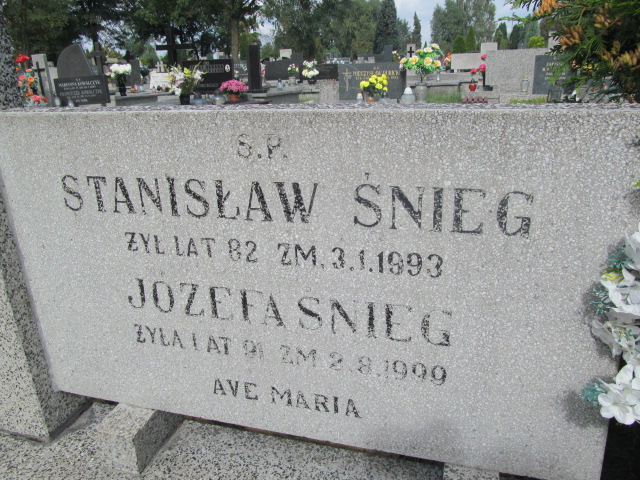 Ś.P.
STANISŁAW ŚNIEG
ŻYŁ LAT 82 ZM. 3.1.1993
JÓZEFA ŚNIEG
ŻYŁA LAT 91 ZM 2.8.1999
AVE MARIA